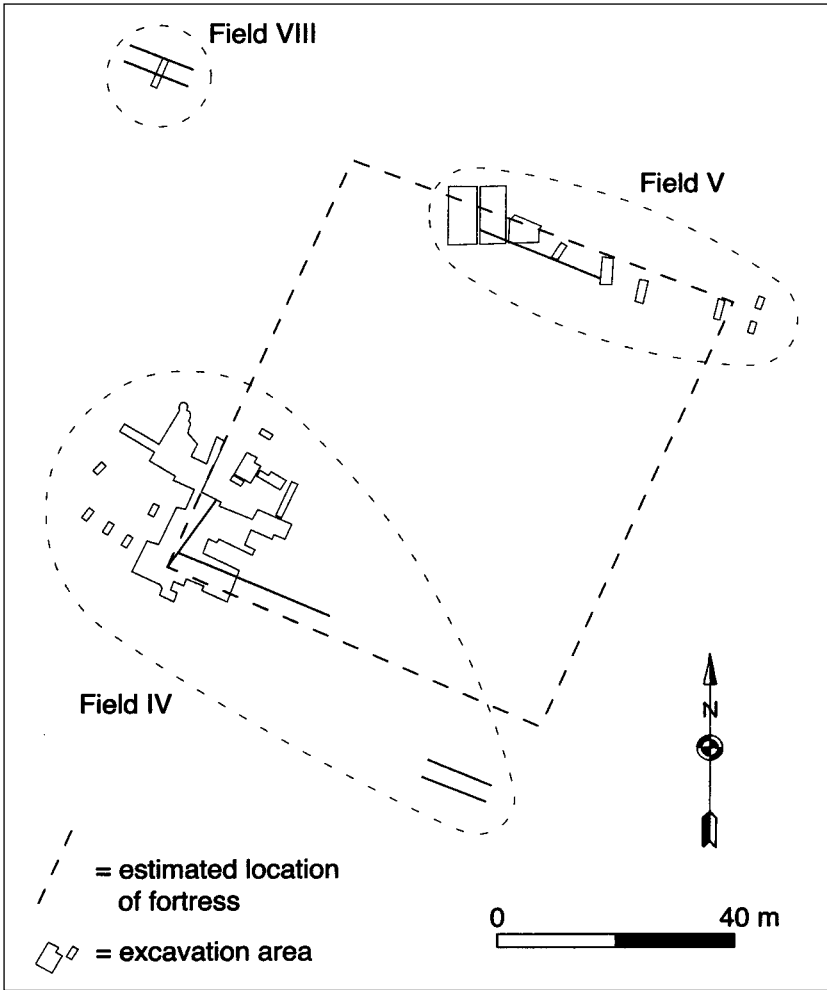 Field VIII
Field V
Field IV
N
= estimated location
of fortress
0 40 m
= excavation area